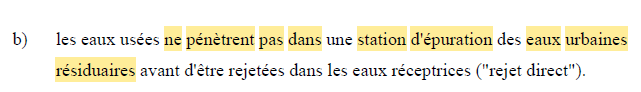 b) les eaux usées ne pénètrent pas dans une station d'épuration des eaux urbaines
résiduaires avant d'être rejetées dans les eaux réceptrices ("rejet direct").